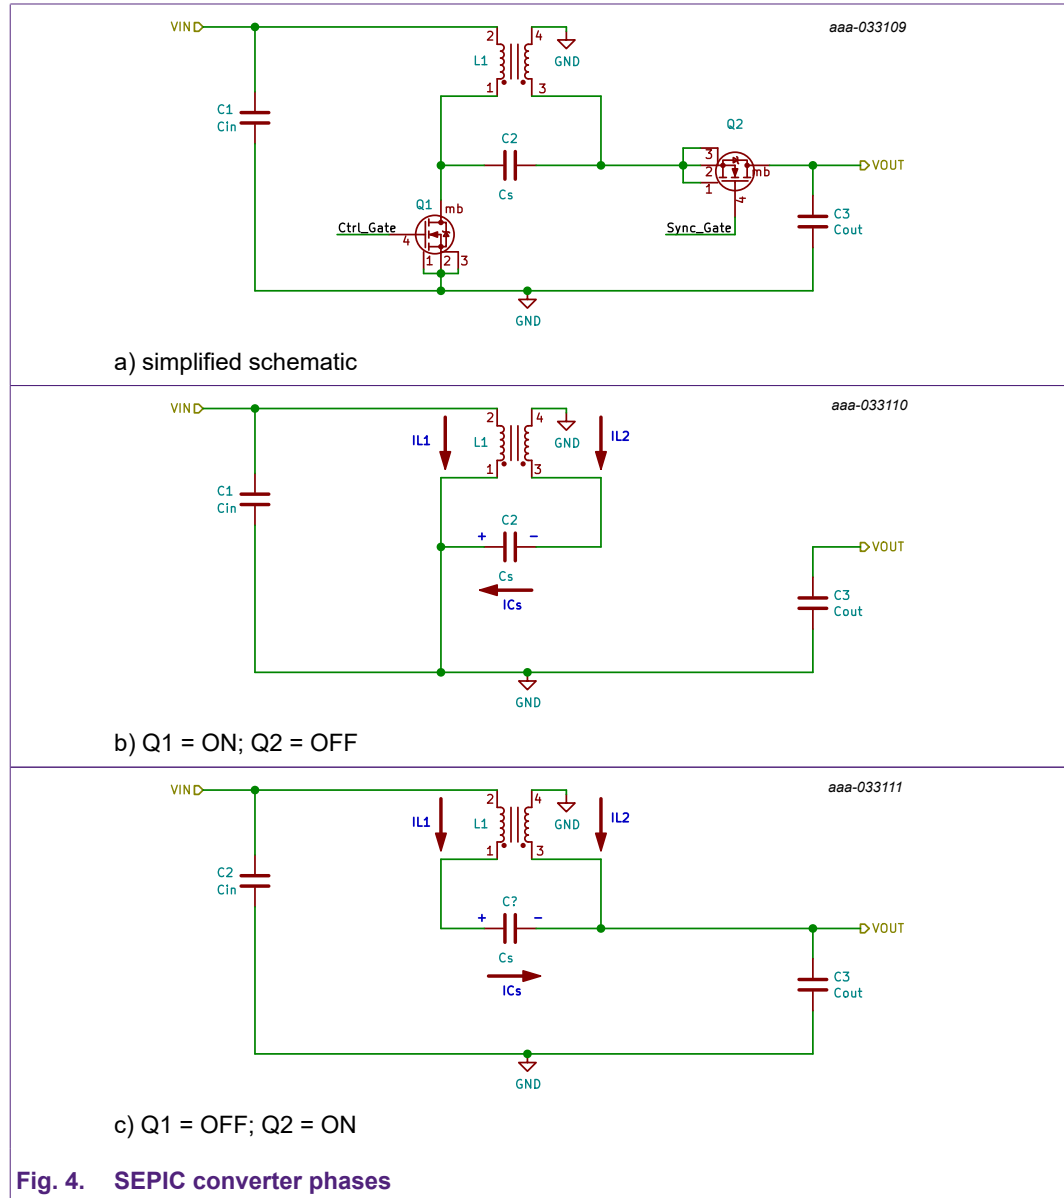 VIN
aaa-033109
2
4
L1
GND
1
3
C1
Cin
C2
Cs
Q2
3
2
1
mb
4
VOUT
Q1
mb
Ctrl_Gate
4
1 2 3
Sync_Gate
C3
Cout
GND
a) simplified schematic
VIN
aaa-033110
2
4
IL1
L1
GND
IL2
1
3
C1
Cin
C2
+ −
Cs
ICs
VOUT
C3
Cout
GND
b) Q1 = ON; Q2 = OFF
VIN
aaa-033111
2
4
IL1
L1
GND
IL2
1
3
C2
Cin
C?
+ −
Cs
ICs
VOUT
C3
Cout
GND
c) Q1 = OFF; Q2 = ON
Fig. 4. SEPIC converter phases